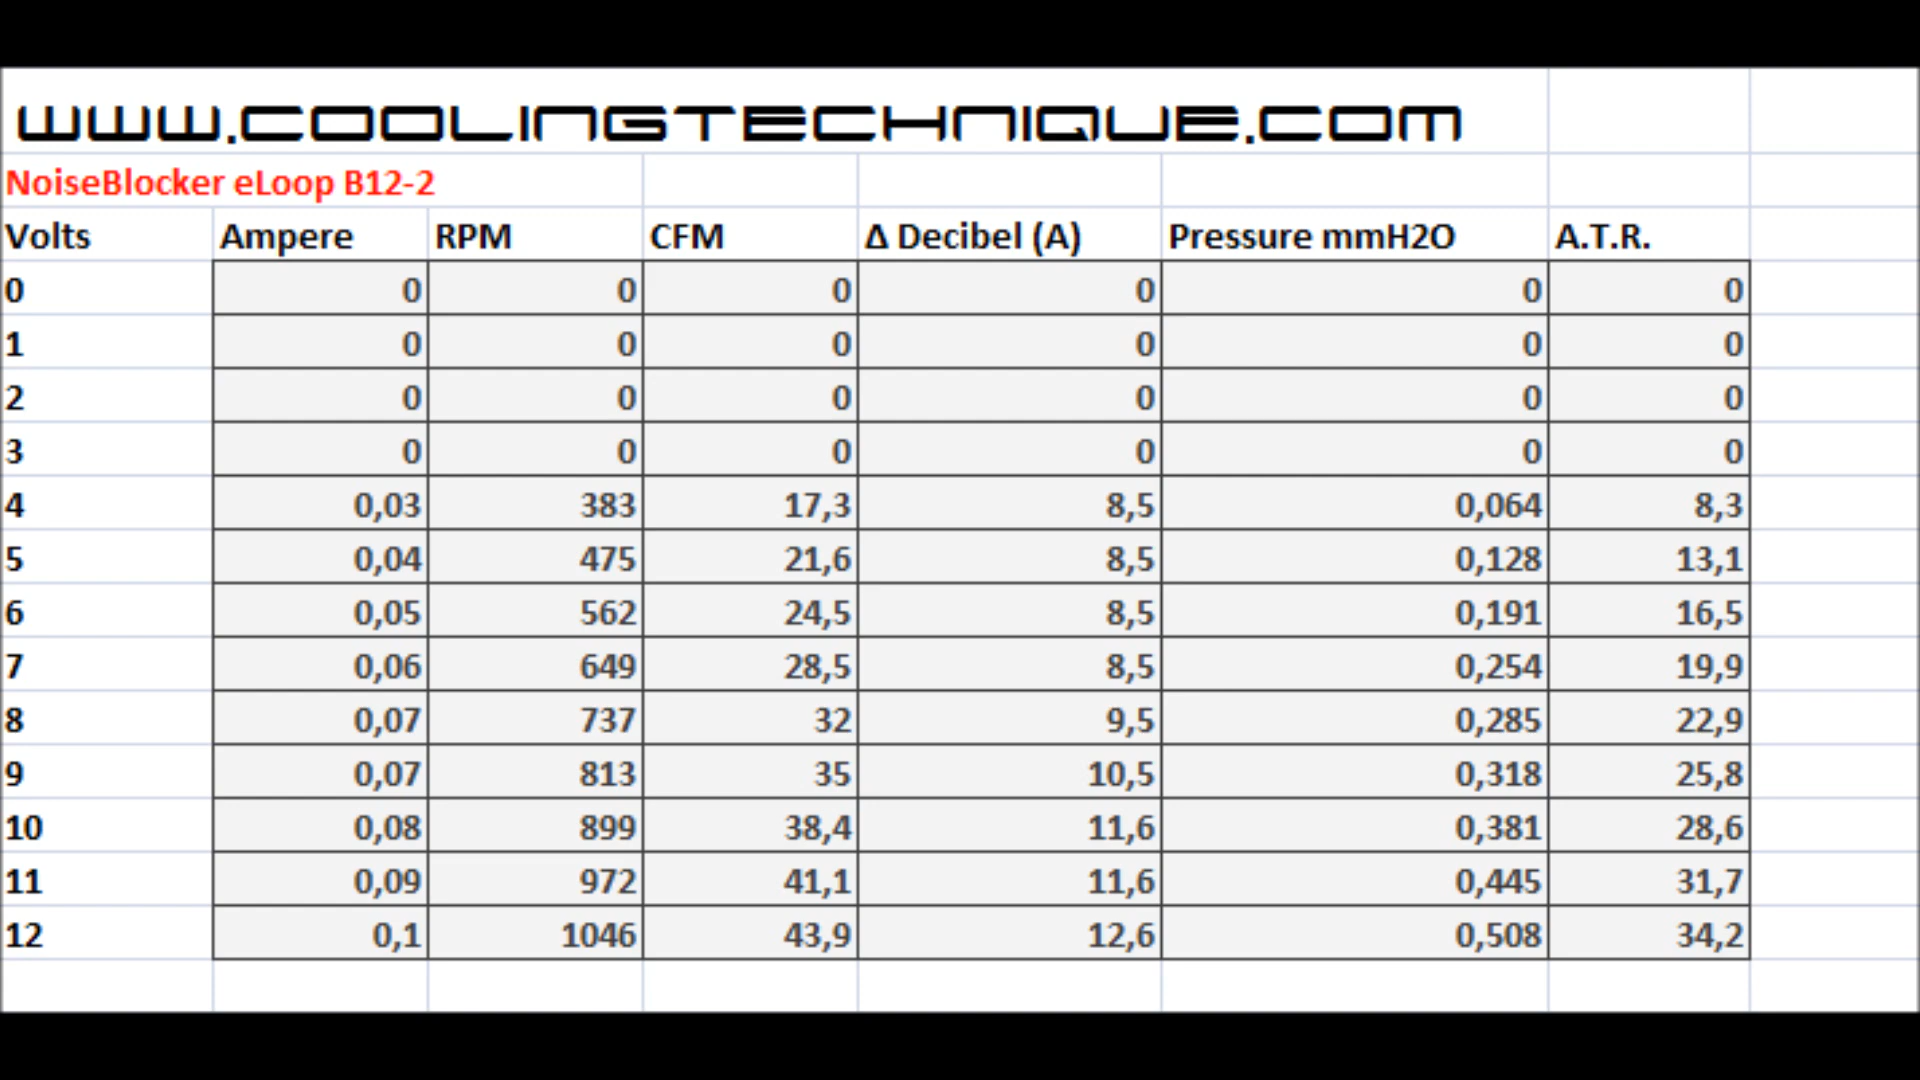 WWW.COOLINGTECHNIQUE.COM
NoiseBlocker eLoop B12-2
Volts Ampere RPM CFM Δ Decibel (A) Pressure mmH2O A.T.R.
0 0 0 0 0 0 0
1 0 0 0 0 0 0
2 0 0 0 0 0 0
3 0 0 0 0 0 0
4 0,03 383 17,3 8,5 0,064 8,3
5 0,04 475 21,6 8,5 0,128 13,1
6 0,05 562 24,5 8,5 0,191 16,5
7 0,06 649 28,5 8,5 0,254 19,9
8 0,07 737 32 9,5 0,285 22,9
9 0,07 813 35 10,5 0,318 25,8
10 0,08 899 38,4 11,6 0,381 28,6
11 0,09 972 41,1 11,6 0,445 31,7
12 0,1 1046 43,9 12,6 0,508 34,2